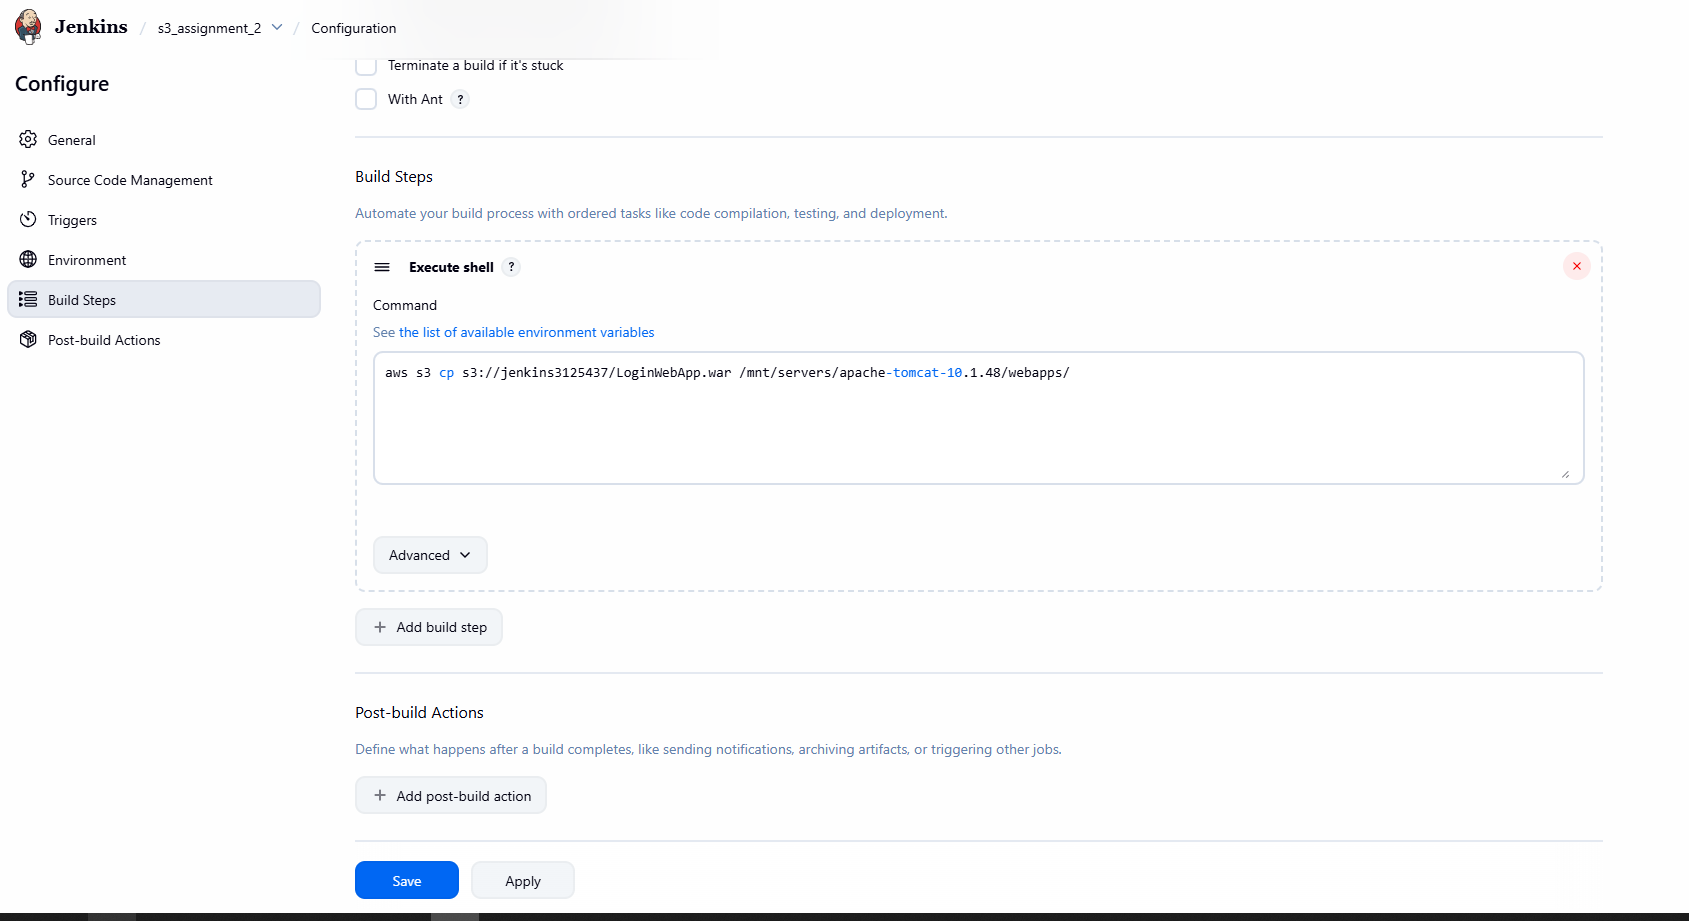 Jenkins / s3_assignment_2 / Configuration
Configure
General
Source Code Management
Triggers
Environment
Build Steps
Post-build Actions
Terminate a build if it's stuck
With Ant ?
Build Steps
Automate your build process with ordered tasks like code compilation, testing, and deployment.
Execute shell ?
Command
See the list of available environment variables
aws s3 cp s3://jenkins3125437/LoginWebApp.war /mnt/servers/apache-tomcat-10.1.48/webapps/
Advanced
+ Add build step
Post-build Actions
Define what happens after a build completes, like sending notifications, archiving artifacts, or triggering other jobs.
+ Add post-build action
Save
Apply